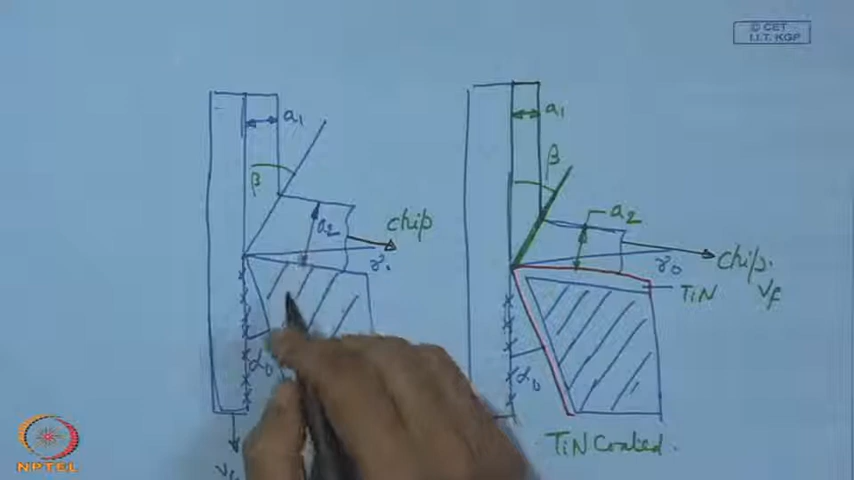 © CET
I.I.T. KGP
a1
β
a2
chip
γ0
α0
a1
β
a2
γ0
chip.
TiN
vf
α0
TiN Coated.
NPTEL